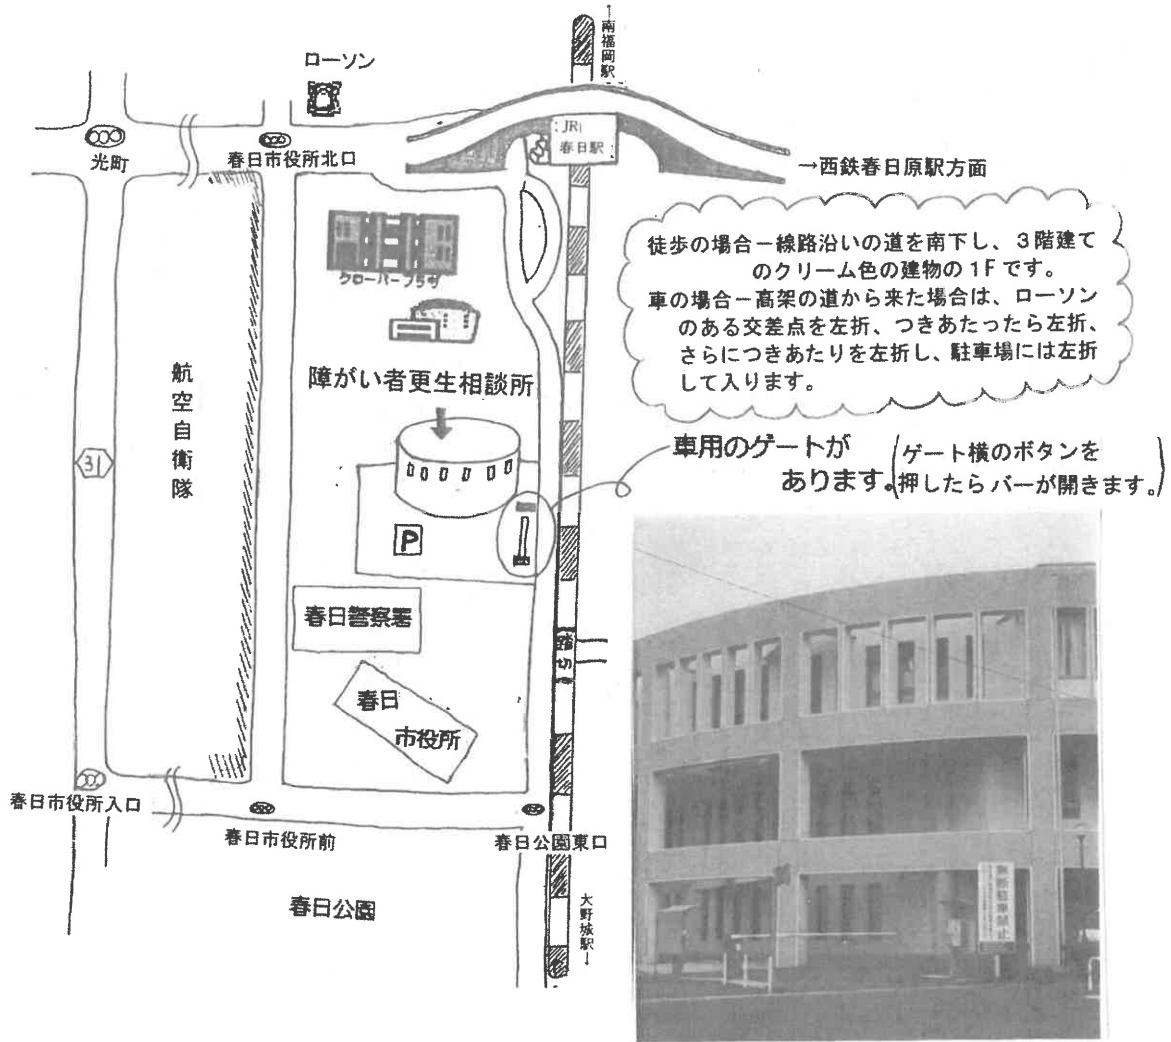 ←南福岡駅
ローソン
JR
春日駅
光町
春日市役所北口
→西鉄春日原駅方面
徒歩の場合－線路沿いの道を南下し、３階建て
のクリーム色の建物の１Ｆです。
車の場合－高架の道から来た場合は、ローソン
のある交差点を左折、つきあたったら左折、
さらにつきあたりを左折し、駐車場には左折
して入ります。
クローバープラザ
障がい者更生相談所
航空自衛隊
31
車用のゲートが
あります。
(ゲート横のボタンを
押したらバーが開きます。)
P
春日警察署
踏切
春日
市役所
春日市役所入口
春日市役所前
春日公園東口
春日公園
大野城駅→
無断駐車禁止